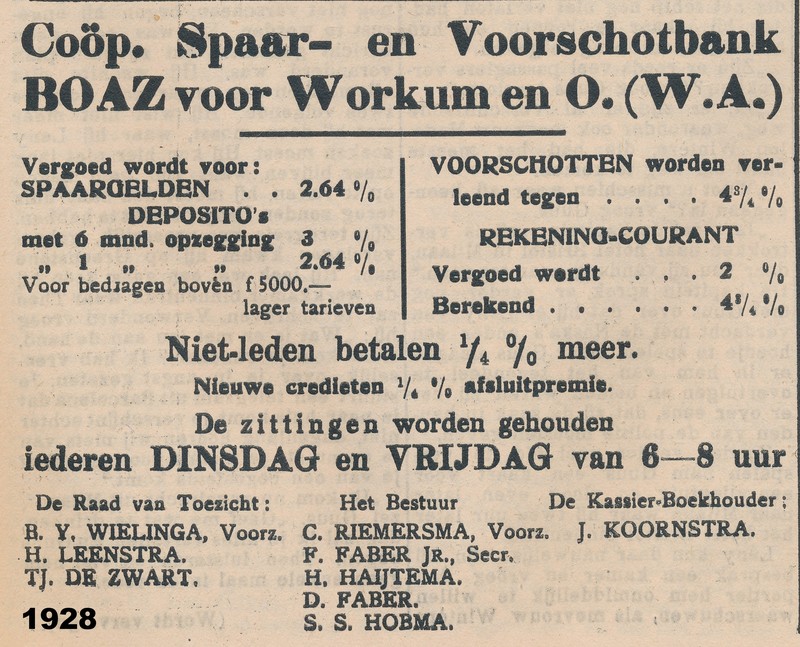 Coöp. Spaar- en Voorschotbank
BOAZ voor Workum en O. (W.A.)
Vergoed wordt voor:
SPAARGELDEN . . 2.64 %
DEPOSITO's
met 6 mnd. opzegging 3 %
„ 1 „ „ 2.64 %
Voor bedragen boven f 5000.—
lager tarieven
VOORSCHOTTEN worden ver-
leend tegen . . . . 4³/₄ %
REKENING-COURANT
Vergoed wordt . . . 2 %
Berekend . . . . . . 4³/₄ %
Niet-leden betalen ¹/₄ % meer.
Nieuwe credieten ¹/₄ % afsluitpremie.
De zittingen worden gehouden
iederen DINSDAG en VRIJDAG van 6—8 uur
De Raad van Toezicht:
B. Y. WIELINGA, Voorz.
H. LEENSTRA.
TJ. DE ZWART.
Het Bestuur
C. RIEMERSMA, Voorz.
F. FABER JR., Secr.
H. HAIJTEMA.
D. FABER.
S. S. HOBMA.
De Kassier-Boekhouder;
J. KOORNSTRA.
1928